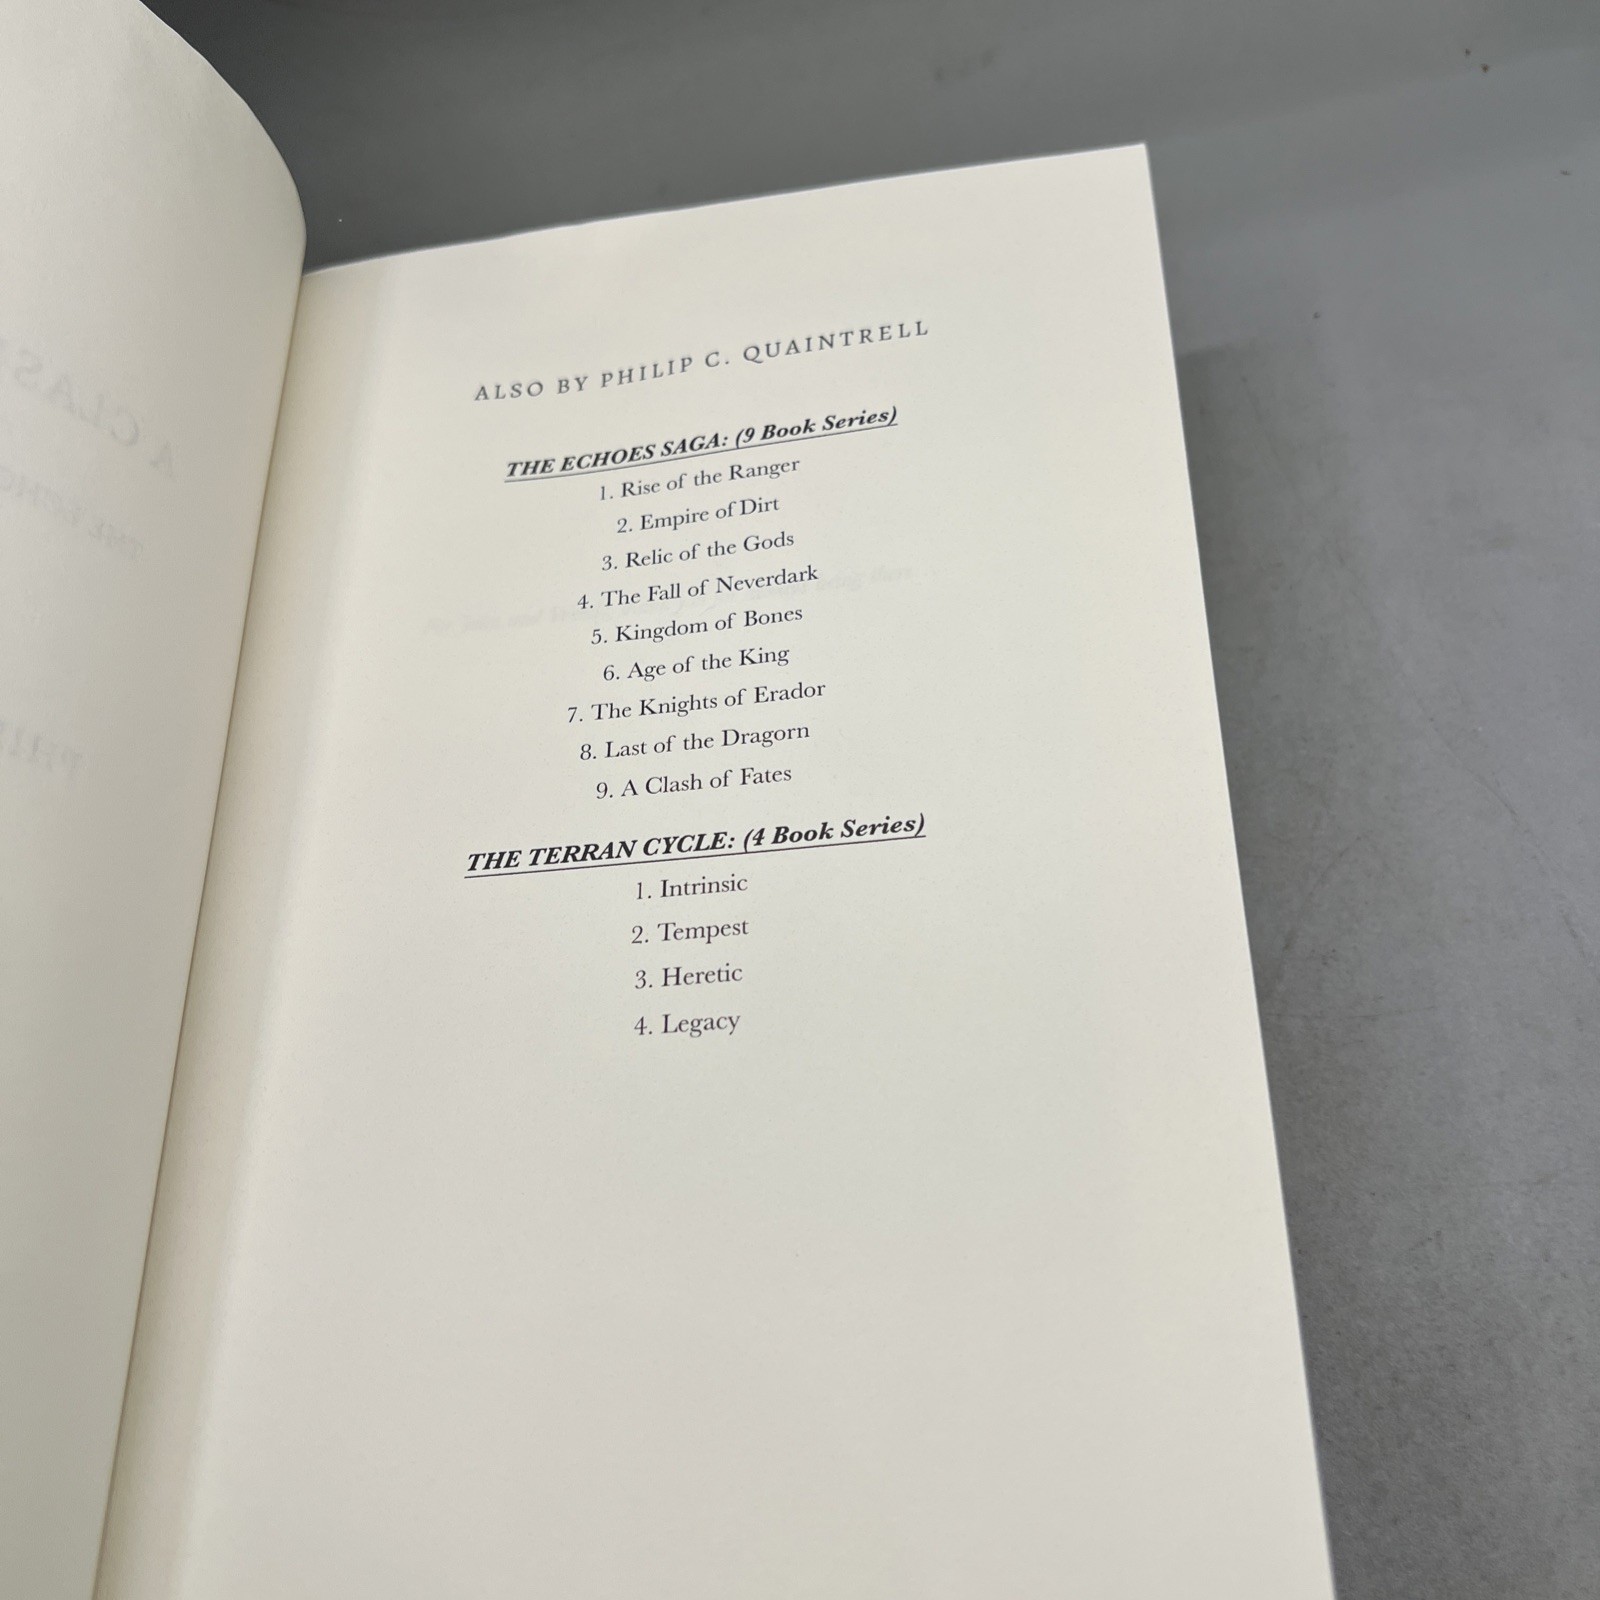 ALSO BY PHILIP C. QUAINTRELL
THE ECHOES SAGA: (9 Book Series)
1. Rise of the Ranger
2. Empire of Dirt
3. Relic of the Gods
4. The Fall of Neverdark
5. Kingdom of Bones
6. Age of the King
7. The Knights of Erador
8. Last of the Dragorn
9. A Clash of Fates
THE TERRAN CYCLE: (4 Book Series)
1. Intrinsic
2. Tempest
3. Heretic
4. Legacy